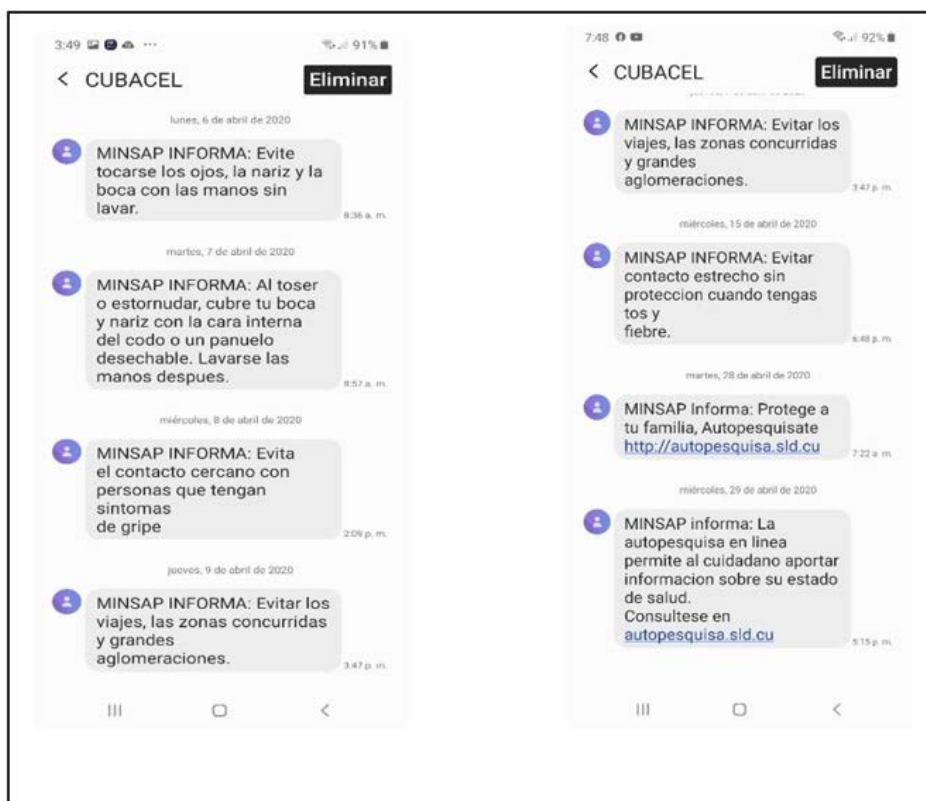 3:49
91%
CUBACEL
Eliminar
lunes, 6 de abril de 2020
MINSAP INFORMA: Evite
tocarse los ojos, la nariz y la
boca con las manos sin
lavar.
8:36 a. m.
martes, 7 de abril de 2020
MINSAP INFORMA: Al toser
o estornudar, cubre tu boca
y nariz con la cara interna
del codo o un panuelo
desechable. Lavarse las
manos despues.
8:57 a. m.
miércoles, 8 de abril de 2020
MINSAP INFORMA: Evita
el contacto cercano con
personas que tengan
sintomas
de gripe
2:09 p. m.
jueves, 9 de abril de 2020
MINSAP INFORMA: Evitar los
viajes, las zonas concurridas
y grandes
aglomeraciones.
3:47 p. m.
7:48
92%
CUBACEL
Eliminar
MINSAP INFORMA: Evitar los
viajes, las zonas concurridas
y grandes
aglomeraciones.
3:47 p. m.
miércoles, 15 de abril de 2020
MINSAP INFORMA: Evitar
contacto estrecho sin
proteccion cuando tengas
tos y
fiebre.
6:48 p. m.
martes, 28 de abril de 2020
MINSAP Informa: Protege a
tu familia, Autopesquisate
http://autopesquisa.sld.cu
7:22 a. m.
miércoles, 29 de abril de 2020
MINSAP informa: La
autopesquisa en linea
permite al cuidadano aportar
informacion sobre su estado
de salud.
Consultese en
autopesquisa.sld.cu
5:15 p. m.